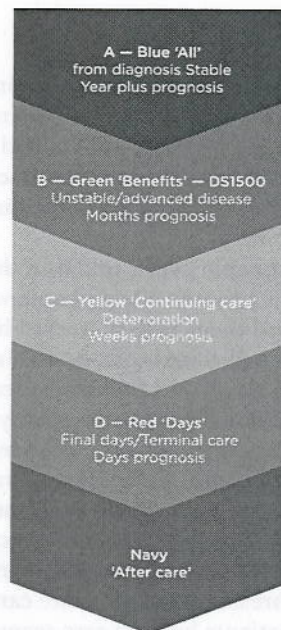 A — Blue 'All'
from diagnosis Stable
Year plus prognosis
B — Green 'Benefits' — DS1500
Unstable/advanced disease
Months prognosis
C — Yellow 'Continuing care'
Deterioration
Weeks prognosis
D — Red 'Days'
Final days/Terminal care
Days prognosis
Navy
'After care'